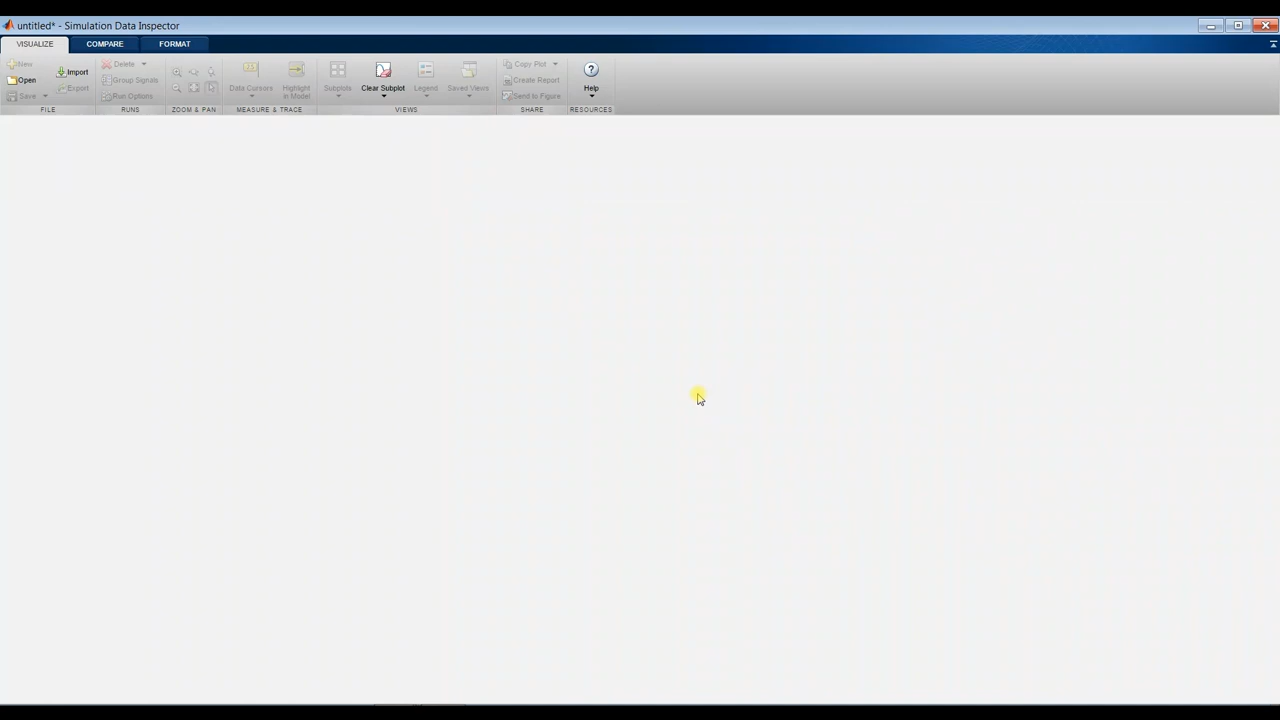 untitled* - Simulation Data Inspector
VISUALIZE COMPARE FORMAT
New
Open
Save
Import
Export
FILE
Delete
Group Signals
Run Options
RUNS
ZOOM & PAN
Data Cursors
Highlight in Model
MEASURE & TRACE
Subplots
Clear Subplot
Legend
Saved Views
VIEWS
Copy Plot
Create Report
Send to Figure
SHARE
Help
RESOURCES